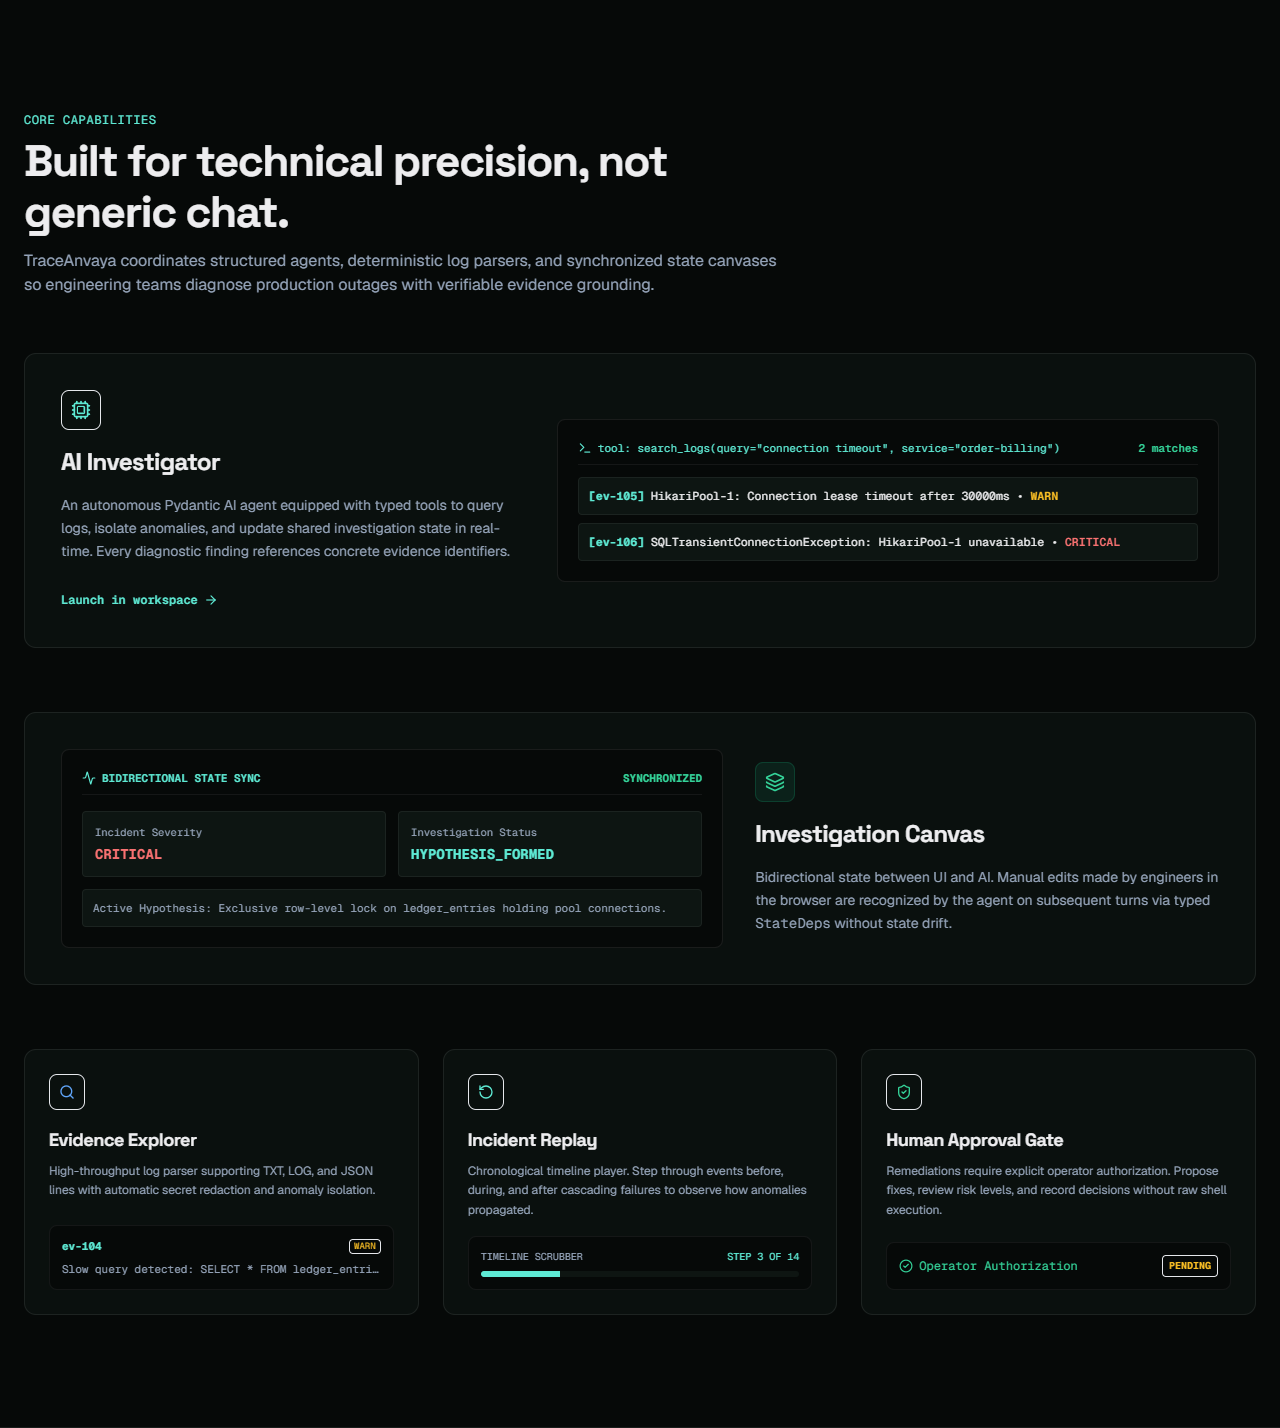 CORE CAPABILITIES
Built for technical precision, not
generic chat.
TraceAnvaya coordinates structured agents, deterministic log parsers, and synchronized state canvases
so engineering teams diagnose production outages with verifiable evidence grounding.
AI Investigator
An autonomous Pydantic AI agent equipped with typed tools to query
logs, isolate anomalies, and update shared investigation state in real-
time. Every diagnostic finding references concrete evidence identifiers.
Launch in workspace →
tool: search_logs(query="connection timeout", service="order-billing") 2 matches
[ev-105] HikariPool-1: Connection lease timeout after 30000ms • WARN
[ev-106] SQLTransientConnectionException: HikariPool-1 unavailable • CRITICAL
BIDIRECTIONAL STATE SYNC SYNCHRONIZED
Incident Severity
CRITICAL
Investigation Status
HYPOTHESIS_FORMED
Active Hypothesis: Exclusive row-level lock on ledger_entries holding pool connections.
Investigation Canvas
Bidirectional state between UI and AI. Manual edits made by engineers in
the browser are recognized by the agent on subsequent turns via typed
StateDeps without state drift.
Evidence Explorer
High-throughput log parser supporting TXT, LOG, and JSON
lines with automatic secret redaction and anomaly isolation.
ev-104 WARN
Slow query detected: SELECT * FROM ledger_entri…
Incident Replay
Chronological timeline player. Step through events before,
during, and after cascading failures to observe how anomalies
propagated.
TIMELINE SCRUBBER STEP 3 OF 14
Human Approval Gate
Remediations require explicit operator authorization. Propose
fixes, review risk levels, and record decisions without raw shell
execution.
Operator Authorization PENDING